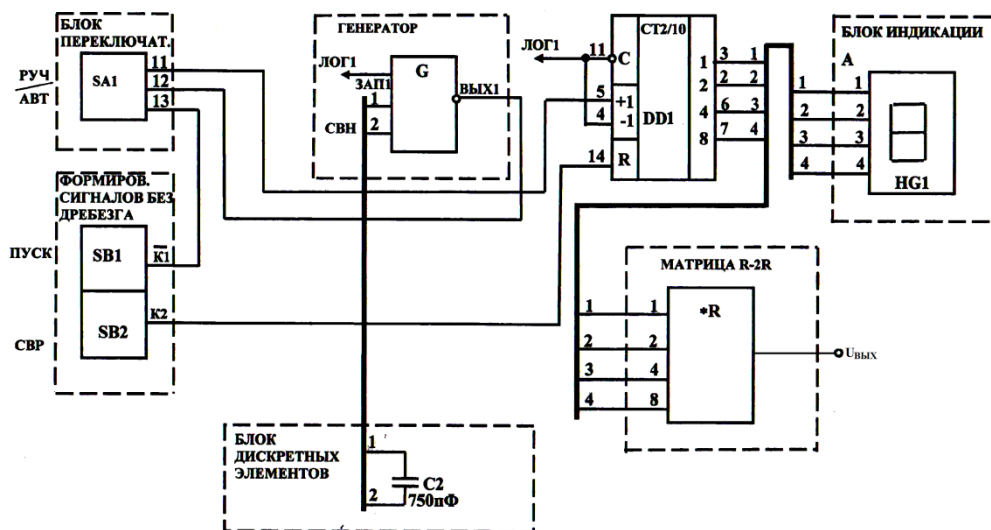 БЛОК
ПЕРЕКЛЮЧАТ.
РУЧ
АВТ
SA1
11
12
13
ФОРМИРОВ.
СИГНАЛОВ БЕЗ
ДРЕБЕЗГА
ПУСК
SB1
K1
СВР
SB2
K2
ГЕНЕРАТОР
ЛОГ1
ЗАП1
G
ВЫХ1
1
СВН
2
ЛОГ1
11
C
CT2/10
5
+1
4
-1
DD1
14
R
1
3
1
2
2
2
4
6
3
8
7
4
БЛОК ИНДИКАЦИИ
A
1
1
2
2
3
3
4
4
HG1
МАТРИЦА R-2R
*R
1
1
2
2
3
4
4
8
UВЫХ
БЛОК
ДИСКРЕТНЫХ
ЭЛЕМЕНТОВ
1
2
C2
750пФ